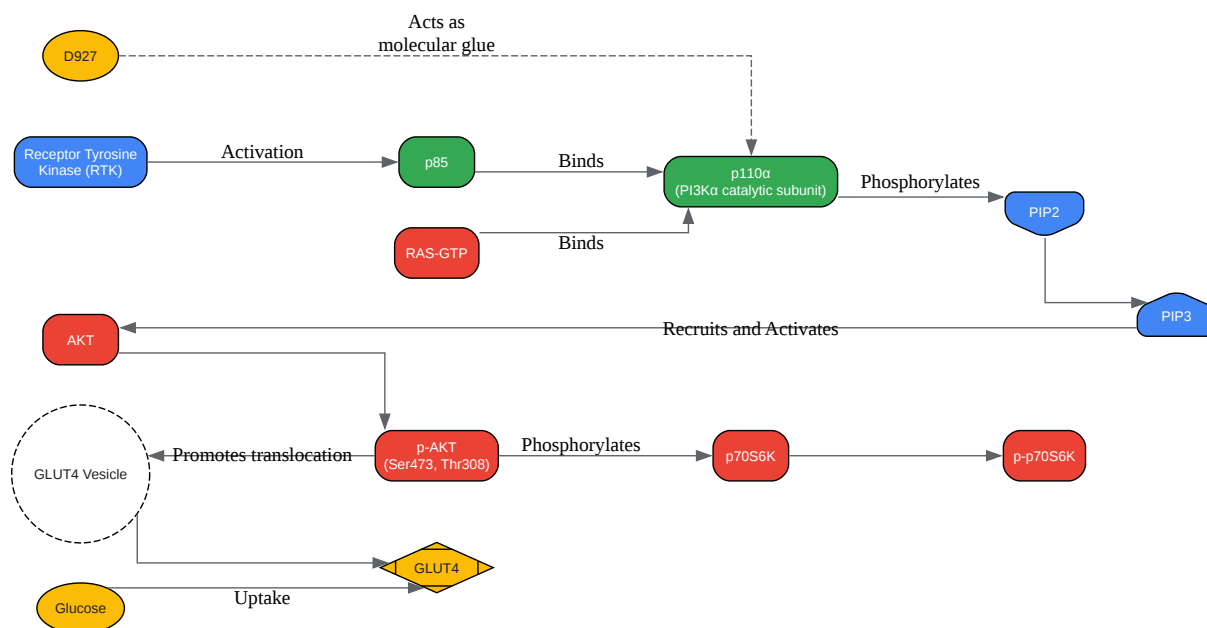 Acts as
molecular glue
D927
Receptor Tyrosine
Kinase (RTK)
Activation
p85
Binds
p110α
(PI3Kα catalytic subunit)
Phosphorylates
PIP2
RAS-GTP
Binds
PIP3
AKT
Recruits and Activates
GLUT4 Vesicle
Promotes translocation
p-AKT
(Ser473, Thr308)
Phosphorylates
p70S6K
p-p70S6K
GLUT4
Glucose
Uptake